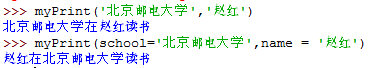 >>> myPrint('北京邮电大学','赵红')
北京邮电大学在赵红读书
>>> myPrint(school='北京邮电大学',name = '赵红')
赵红在北京邮电大学读书